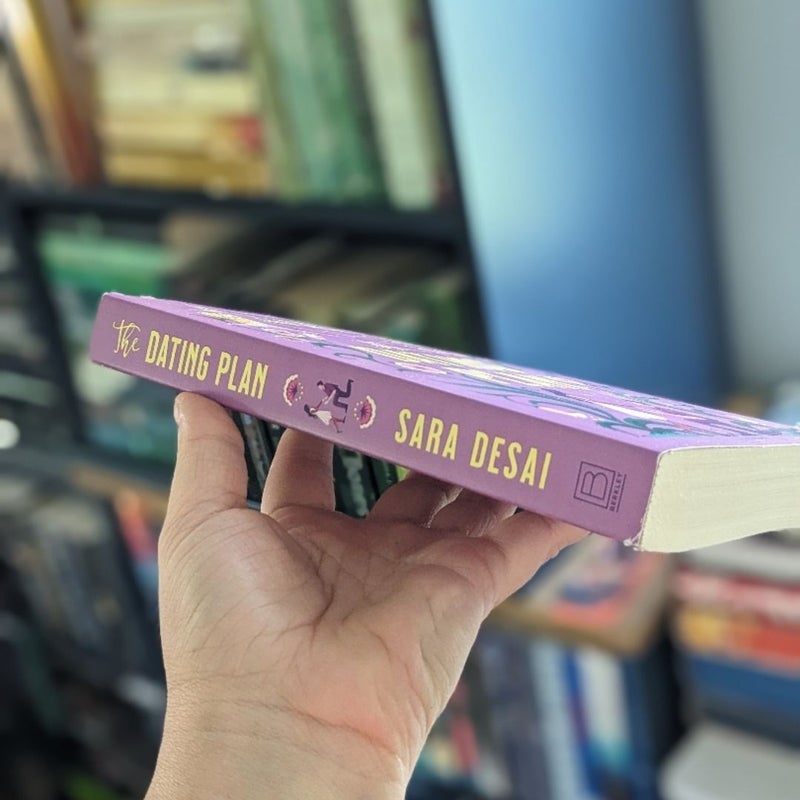 the DATING PLAN
SARA DESAI
B
BERKLEY